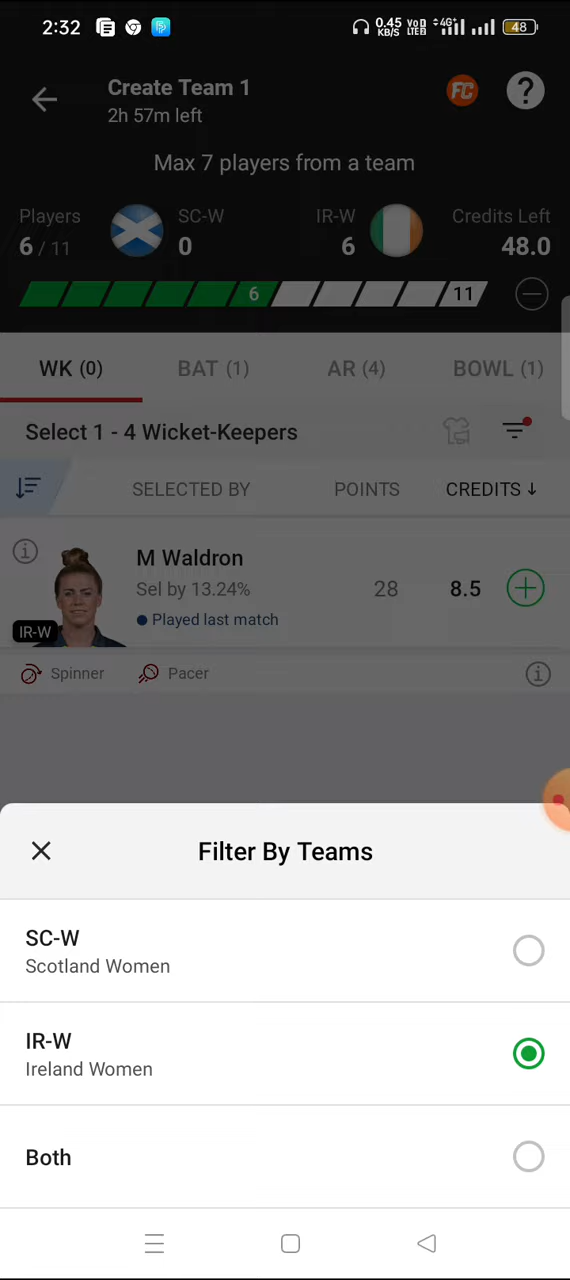 2:32 0.45 KB/S Vo) LTE2 4G+ 48
Create Team 1
2h 57m left
FC ?
Max 7 players from a team
Players SC-W IR-W Credits Left
6 / 11 0 6 48.0
6 11
WK (0) BAT (1) AR (4) BOWL (1)
Select 1 - 4 Wicket-Keepers
SELECTED BY POINTS CREDITS ↓
M Waldron
Sel by 13.24% 28 8.5
Played last match
IR-W
Spinner Pacer
Filter By Teams
SC-W
Scotland Women
IR-W
Ireland Women
Both